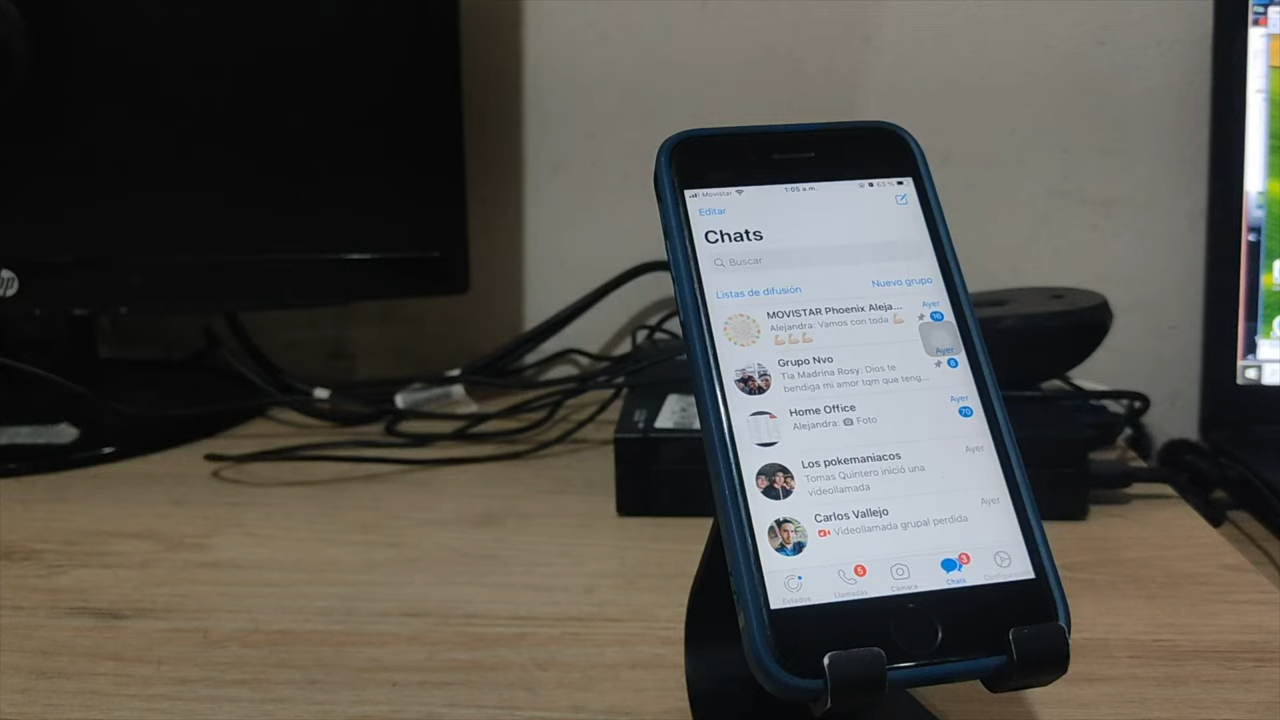 hp
Movistar
1:05 a.m.
63 %
Editar
Chats
Buscar
Listas de difusión
Nuevo grupo
MOVISTAR Phoenix Aleja...
Ayer
Alejandra: Vamos con toda 💪🏼
💪🏼💪🏼💪🏼
16
Grupo Nvo
Ayer
Tia Madrina Rosy: Dios te
bendiga mi amor tqm que teng...
6
Home Office
Ayer
Alejandra: 📷 Foto
70
Los pokemaniacos
Ayer
Tomas Quintero inició una
videollamada
Carlos Vallejo
Ayer
Videollamada grupal perdida
5
3
Estados
Llamadas
Cámara
Chats